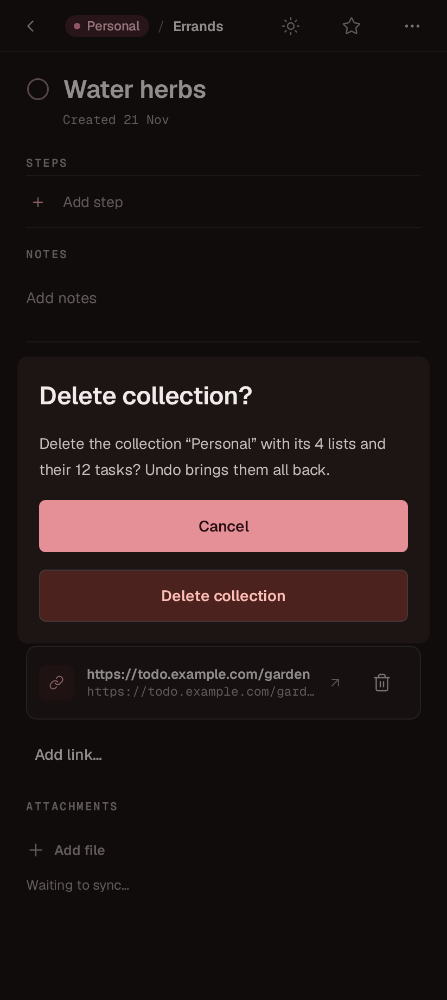 Personal / Errands
Water herbs
Created 21 Nov
STEPS
Add step
NOTES
Add notes
Delete collection?
Delete the collection “Personal” with its 4 lists and
their 12 tasks? Undo brings them all back.
Cancel
Delete collection
https://todo.example.com/garden
https://todo.example.com/gard…
Add link…
ATTACHMENTS
Add file
Waiting to sync…